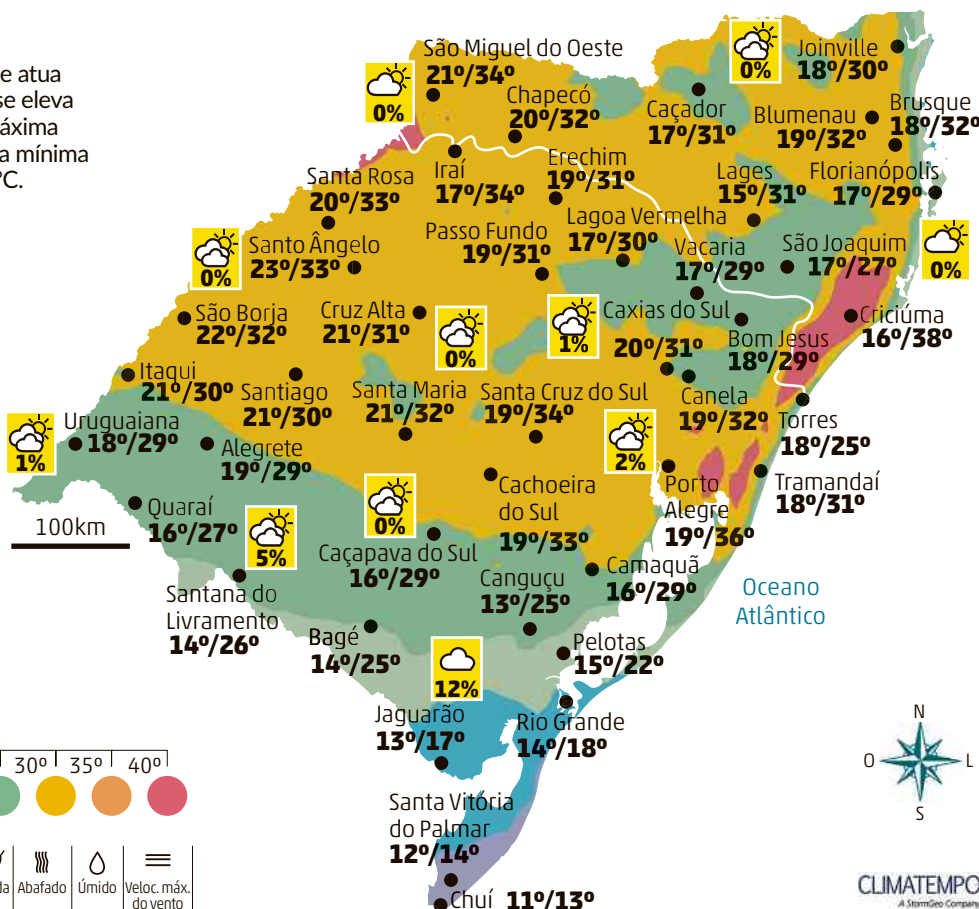 e atua
se eleva
áxima
a mínima
°C.
São Miguel do Oeste
21º/34º
0%
Chapecó
20º/32º
Caçador
17º/31º
0%
Joinville
18º/30º
Blumenau
19º/32º
Brusque
18º/32º
Iraí
17º/34º
Erechim
19º/31º
Lages
15º/31º
Florianópolis
17º/29º
Santa Rosa
20º/33º
Lagoa Vermelha
17º/30º
Passo Fundo
19º/31º
Vacaria
17º/29º
São Joaquim
17º/27º
0%
Santo Ângelo
23º/33º
0%
São Borja
22º/32º
Cruz Alta
21º/31º
0%
1%
Caxias do Sul
20º/31º
Bom Jesus
18º/29º
Criciúma
16º/38º
Itaqui
21º/30º
Santiago
21º/30º
Santa Maria
21º/32º
Santa Cruz do Sul
19º/34º
Canela
19º/32º
Torres
18º/25º
Uruguaiana
18º/29º
1%
Alegrete
19º/29º
2%
Porto
Alegre
19º/36º
Tramandaí
18º/31º
Cachoeira
do Sul
19º/33º
Quaraí
16º/27º
100km
5%
0%
Caçapava do Sul
16º/29º
Canguçu
13º/25º
Camaquã
16º/29º
Oceano
Atlântico
Santana do
Livramento
14º/26º
Bagé
14º/25º
Pelotas
15º/22º
12%
Jaguarão
13º/17º
Rio Grande
14º/18º
Santa Vitória
do Palmar
12º/14º
Chuí 11º/13º
30º 35º 40º
da
Abafado
Úmido
Veloc. máx.
do vento
N
O L
S
CLIMATEMPO
A StormGeo Company